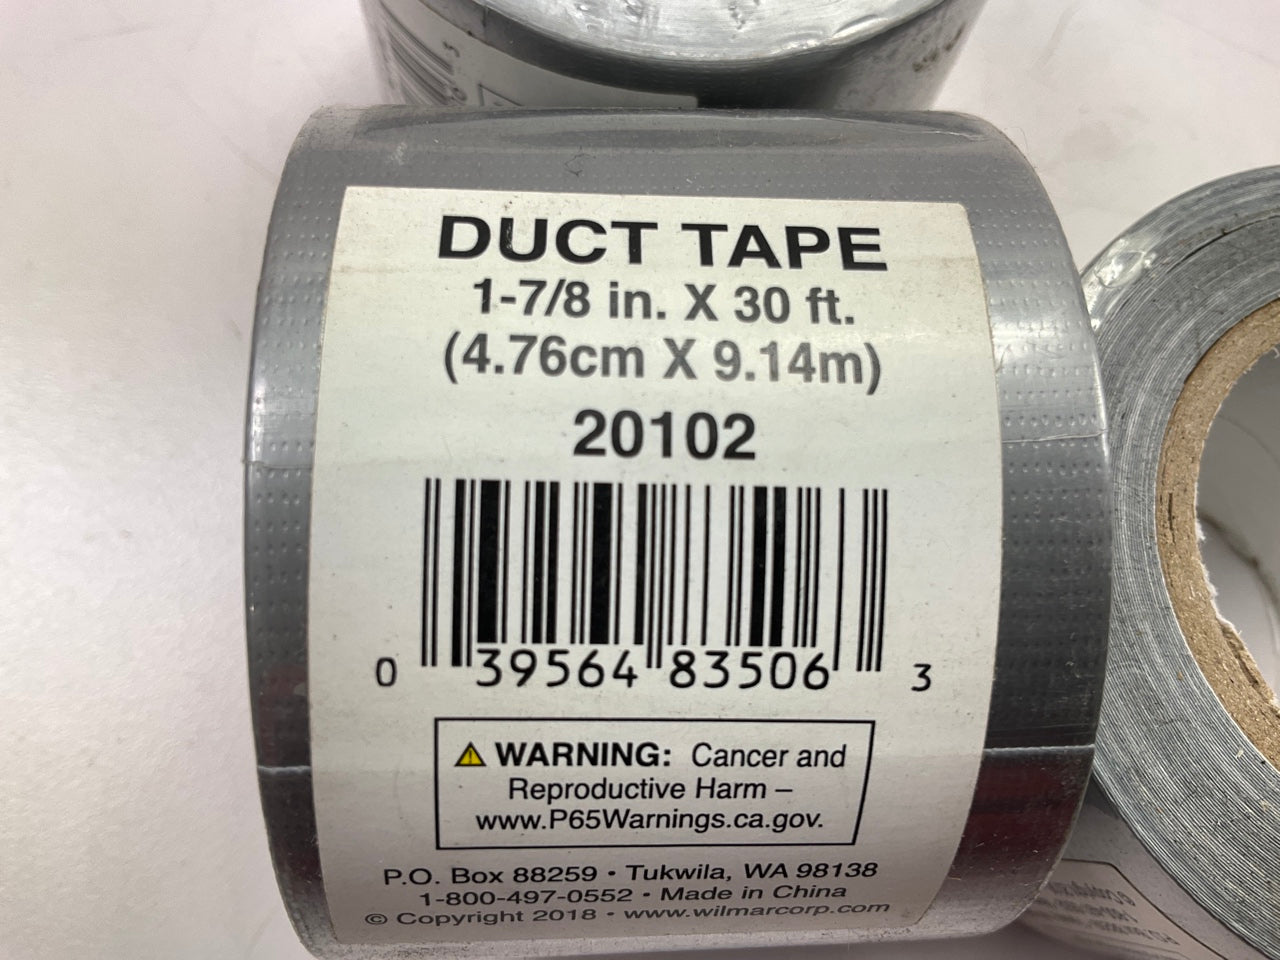 DUCT TAPE
1-7/8 in. X 30 ft.
(4.76cm X 9.14m)
20102
0 39564 83506 3
⚠ WARNING: Cancer and
Reproductive Harm –
www.P65Warnings.ca.gov.
P.O. Box 88259 • Tukwila, WA 98138
1-800-497-0552 • Made in China
© Copyright 2018 • www.wilmarcorp.com